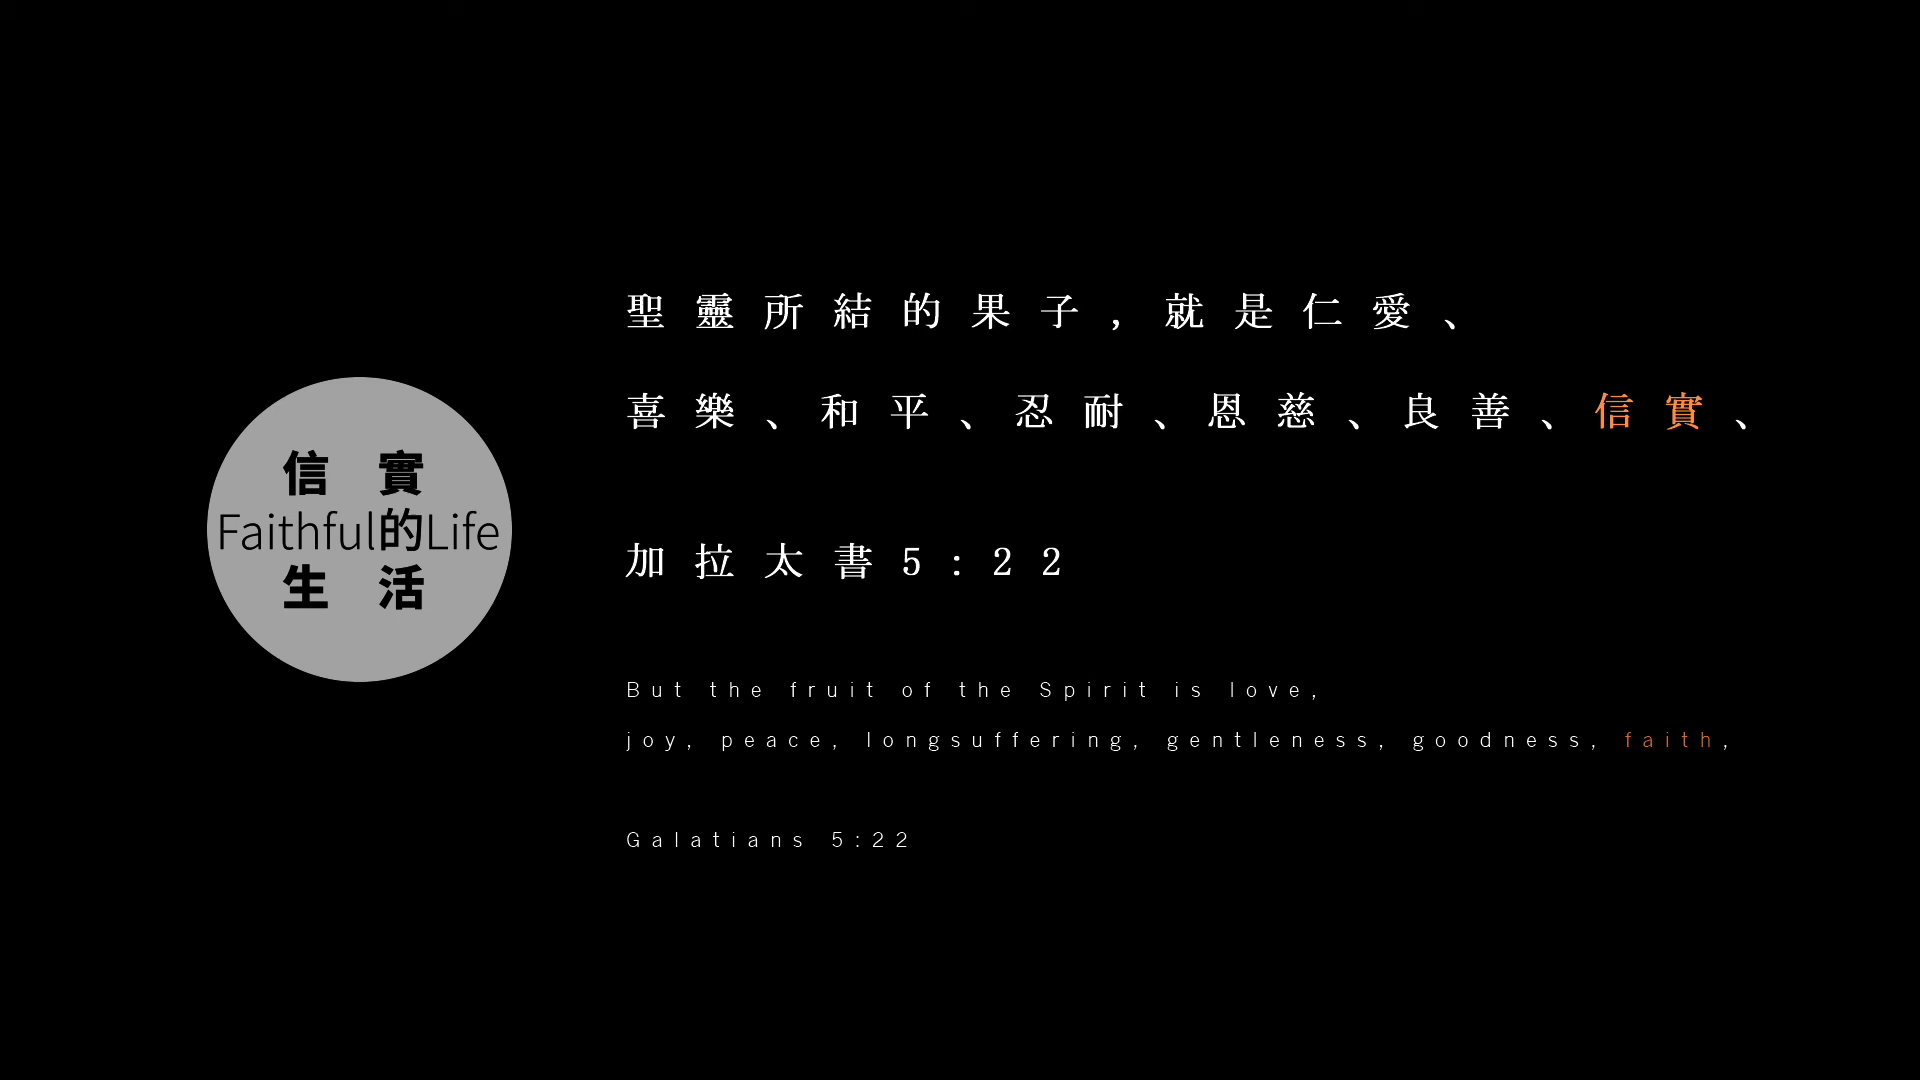 信 實
Faithful的Life
生 活
聖靈所結的果子,就是仁愛、
喜樂、和平、忍耐、恩慈、良善、信實、
加拉太書5:22
But the fruit of the Spirit is love,
joy, peace, longsuffering, gentleness, goodness, faith,
Galatians 5:22